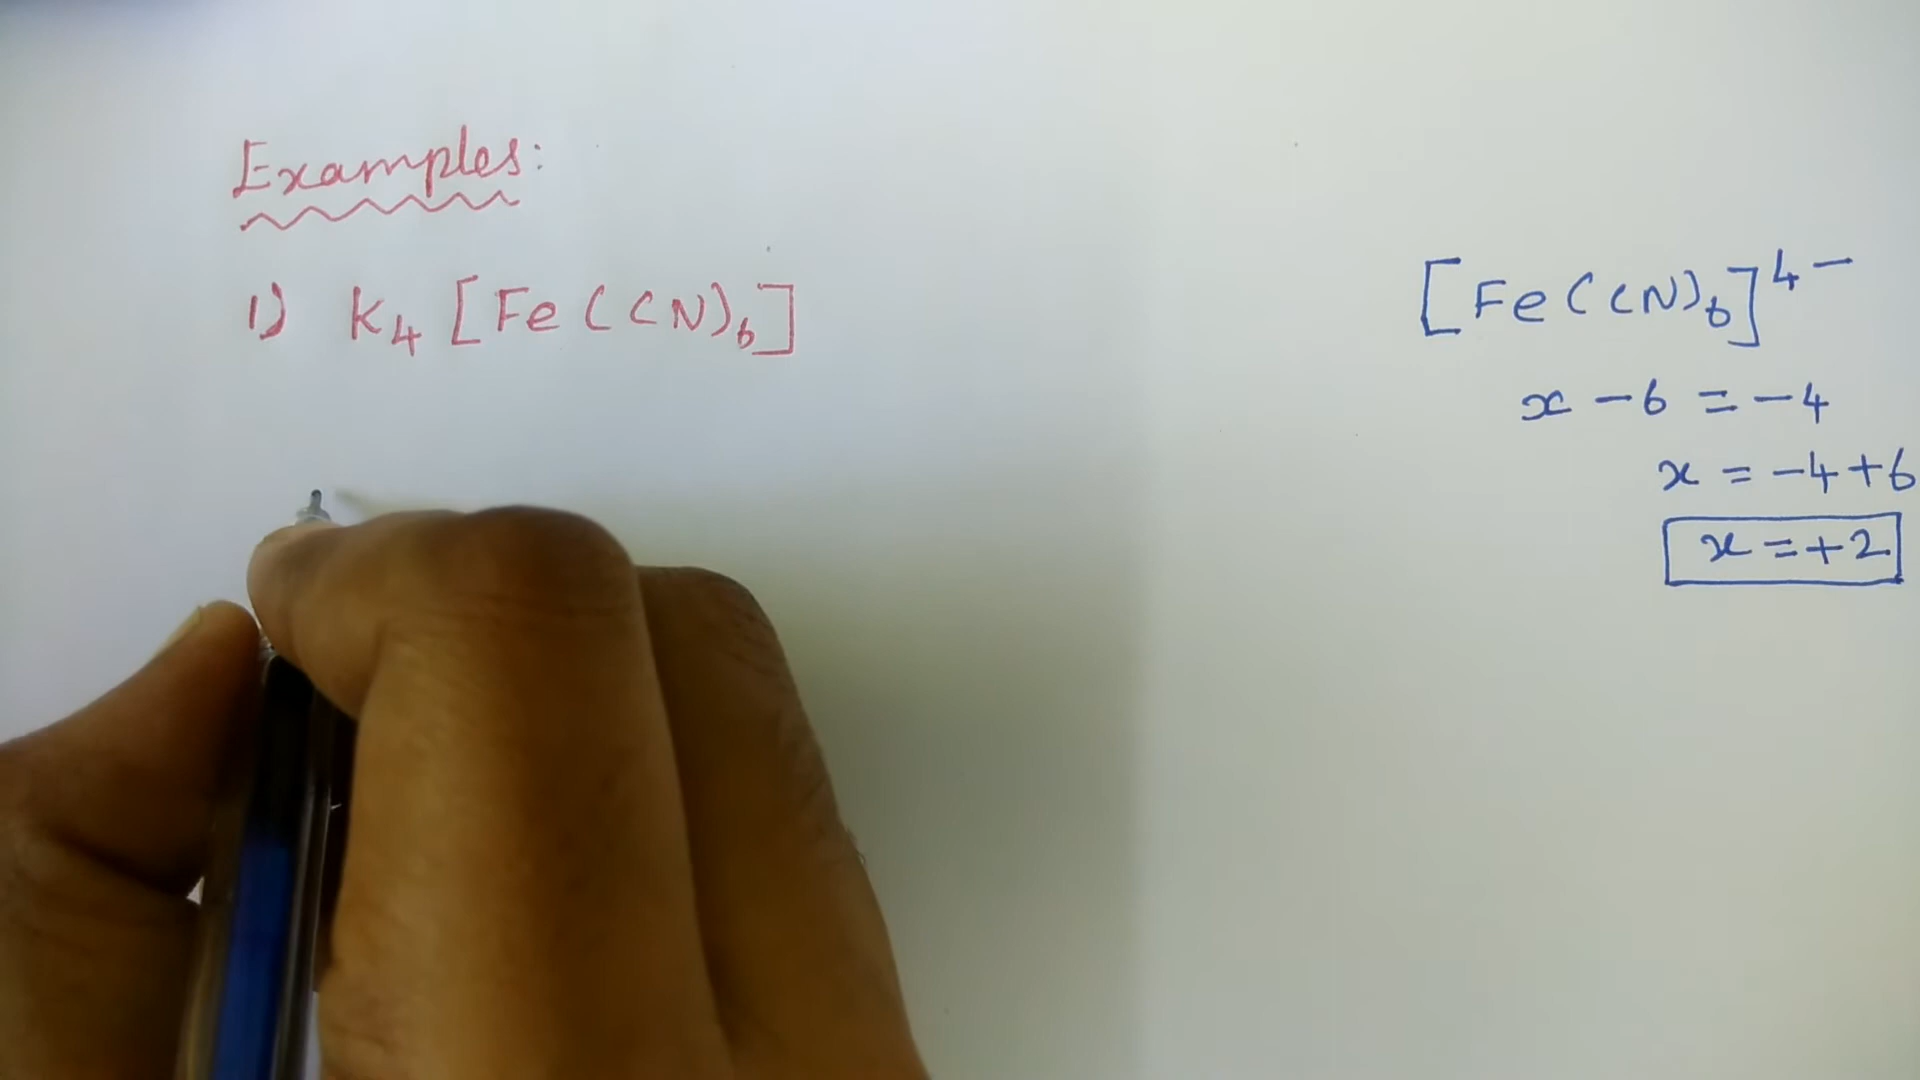 Examples:
1) K₄ [Fe(CN)₆]
[Fe(CN)₆]⁴⁻
x - 6 = -4
x = -4+6
x = +2